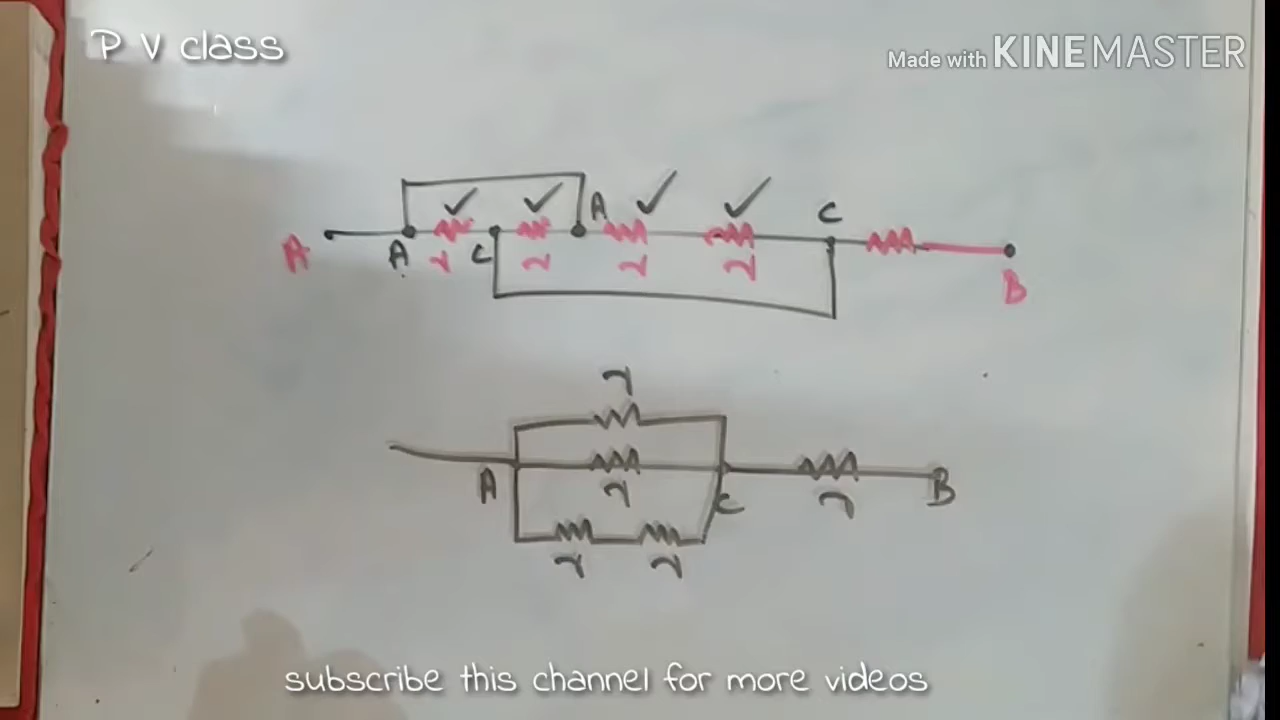 P V class
Made with KINEMASTER
A
C
A A C
r r r r
B
r
A r C r B
r r
subscribe this channel for more videos